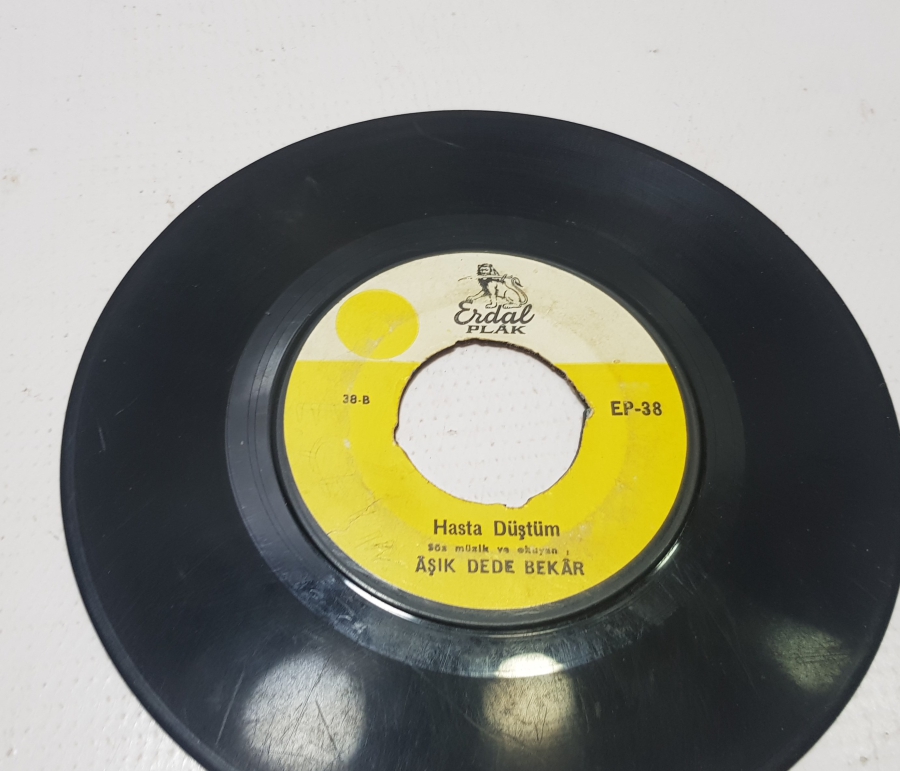 Erdal
PLAK
38-B
EP-38
Hasta Düştüm
Söz müzik ve okuyan :
ÂŞIK DEDE BEKÂR